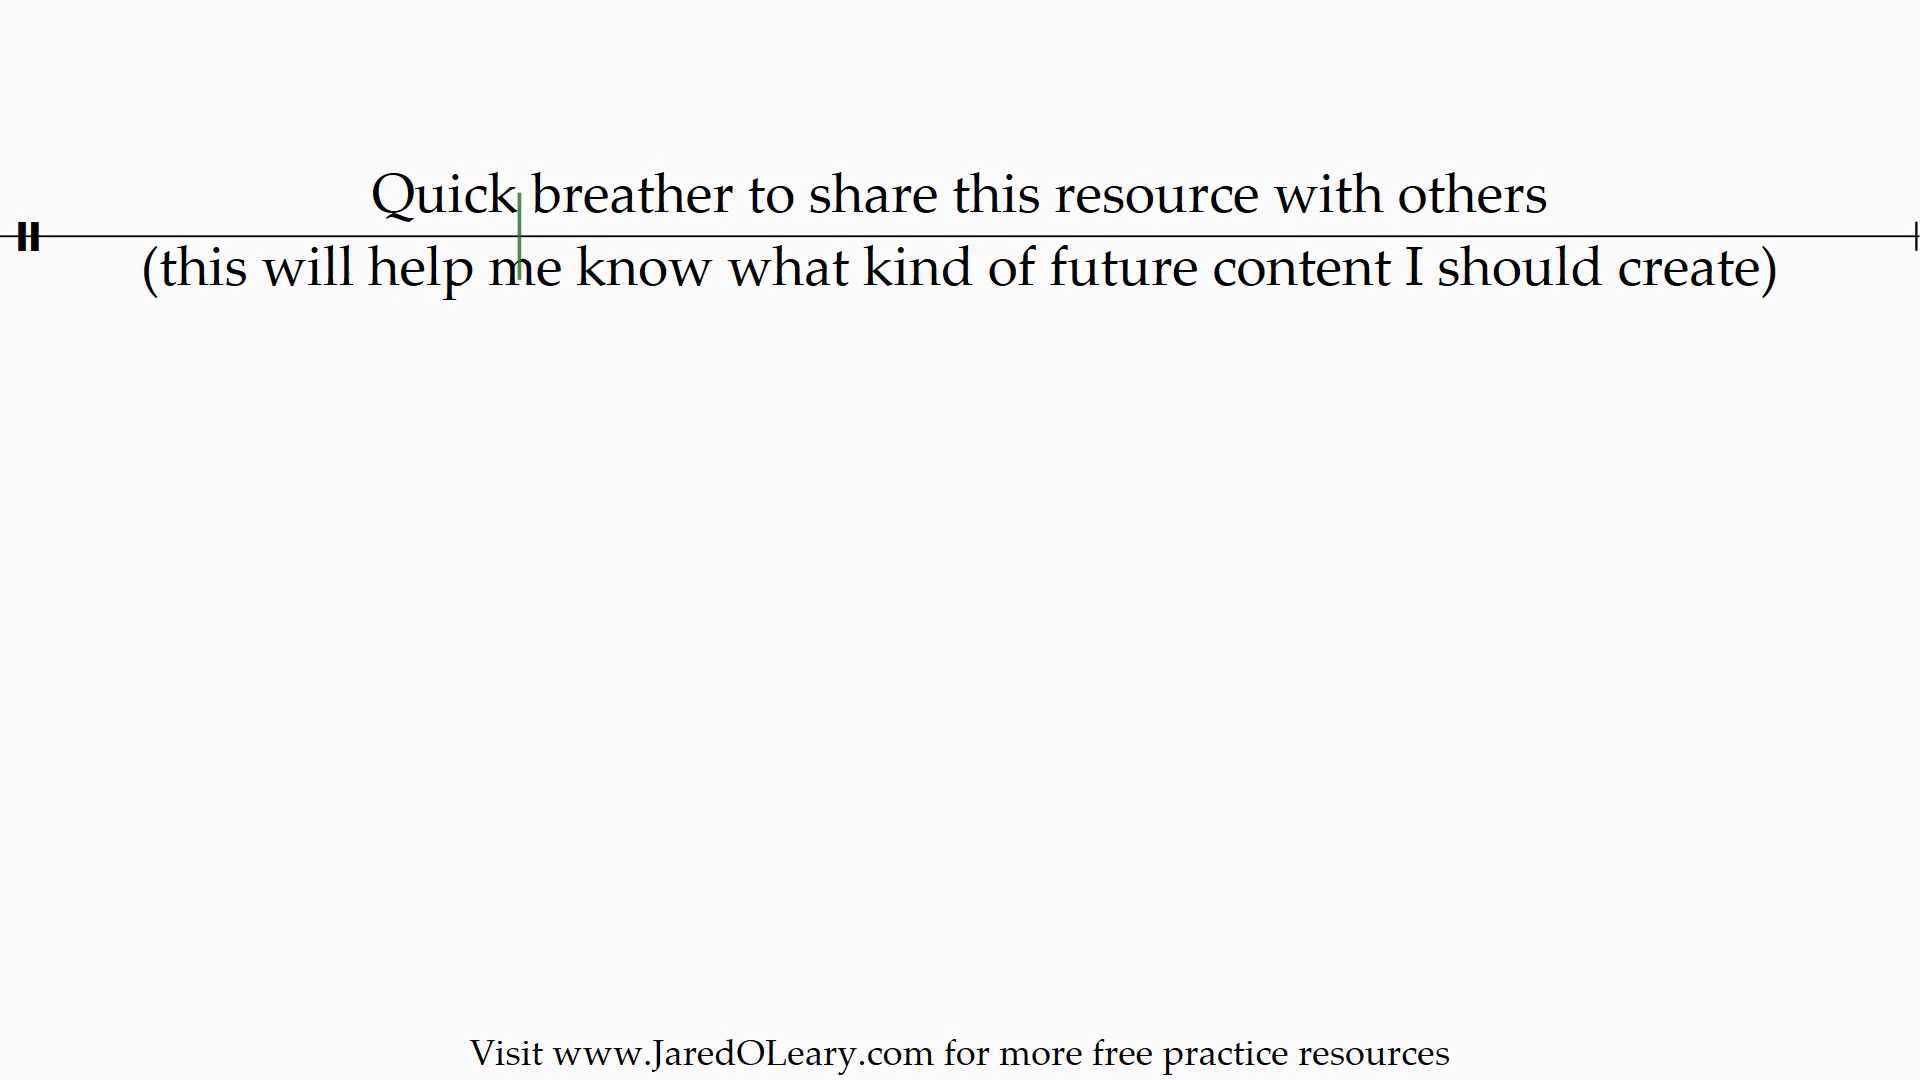 Quick breather to share this resource with others
(this will help me know what kind of future content I should create)
Visit www.JaredOLeary.com for more free practice resources